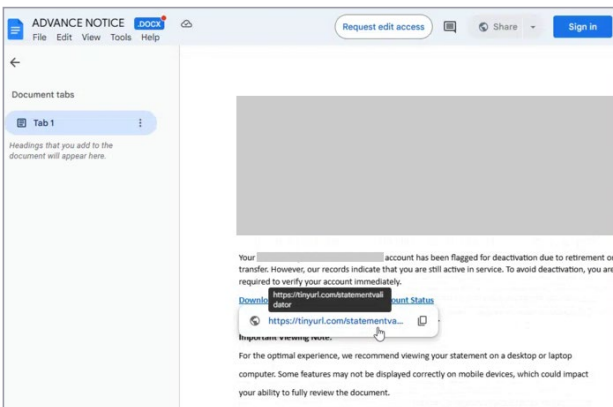 ADVANCE NOTICE .DOCX
File Edit View Tools Help
Request edit access
Share
Sign in
Document tabs
Tab 1
Headings that you add to the
document will appear here.
Your account has been flagged for deactivation due to retirement or
transfer. However, our records indicate that you are still active in service. To avoid deactivation, you are
required to verify your account immediately.
https://tinyurl.com/statementvali
dator
ount Status
https://tinyurl.com/statementva...
Important Viewing Note:
For the optimal experience, we recommend viewing your statement on a desktop or laptop
computer. Some features may not be displayed correctly on mobile devices, which could impact
your ability to fully review the document.